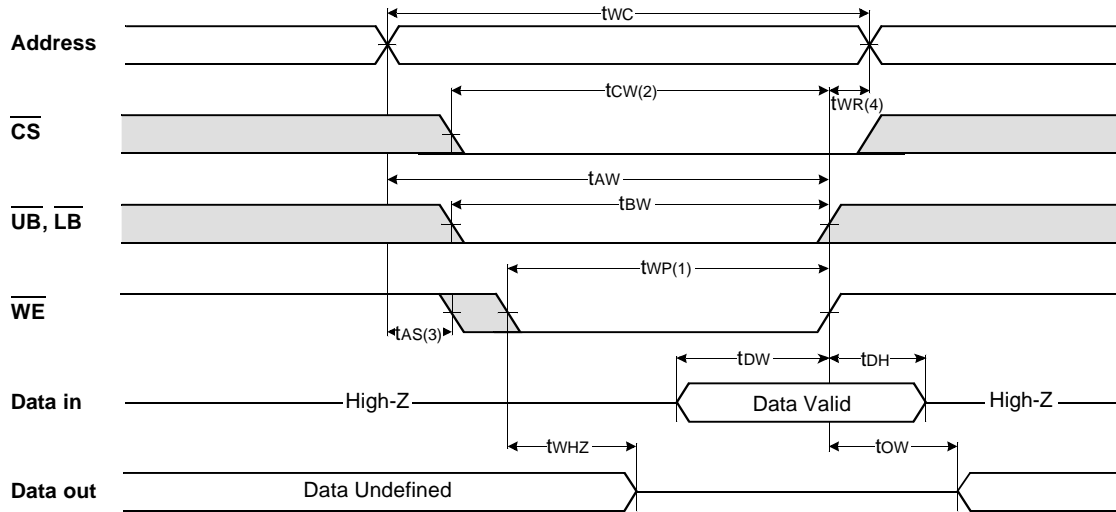 tWC
Address
tCW(2)
tWR(4)
CS
tAW
UB, LB
tBW
tWP(1)
WE
tAS(3)
tDW
tDH
Data in
High-Z
Data Valid
High-Z
tWHZ
tOW
Data out
Data Undefined